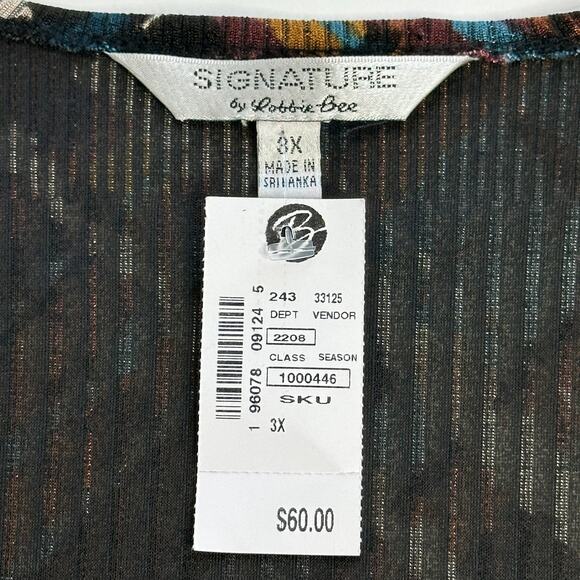 SIGNATURE
by Robbie Bee
3X
MADE IN
SRI LANKA
B
243 33125
DEPT VENDOR
2208
CLASS SEASON
1000446
SKU
3X
1 96078 09124 5
$60.00